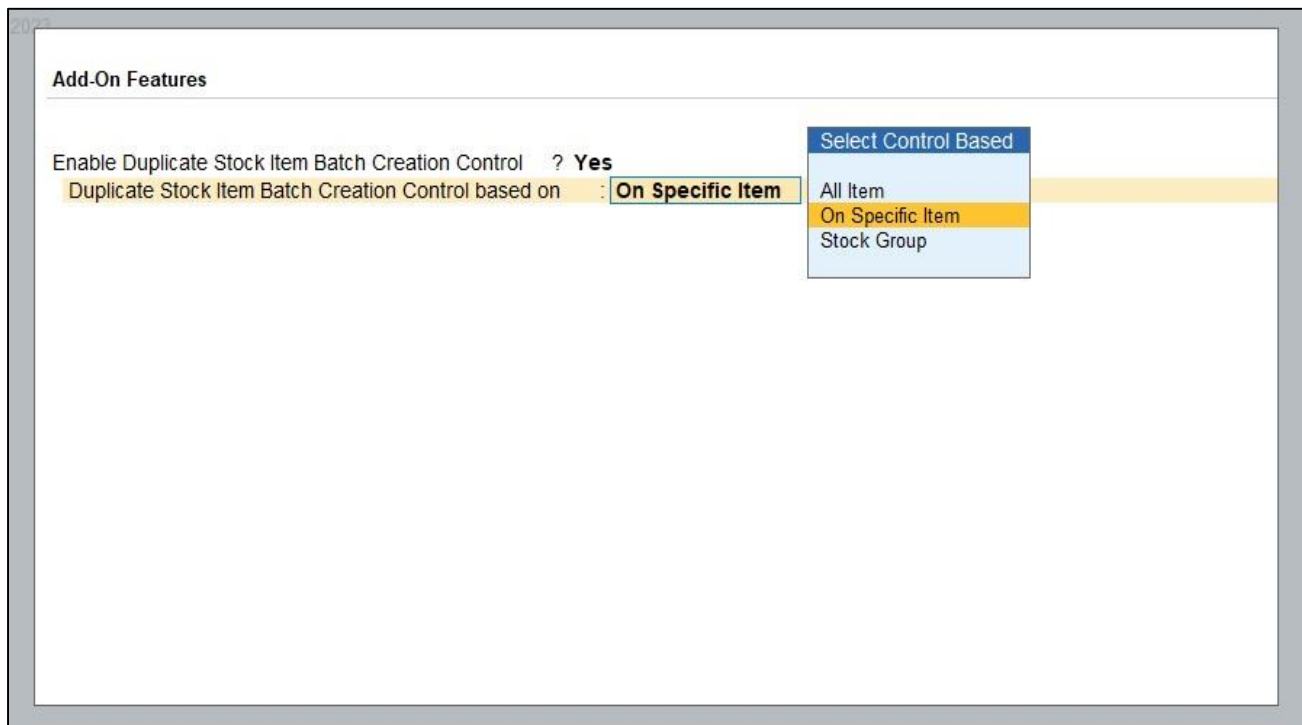 2023
Add-On Features
Enable Duplicate Stock Item Batch Creation Control ? Yes
Duplicate Stock Item Batch Creation Control based on : On Specific Item
Select Control Based
All Item
On Specific Item
Stock Group